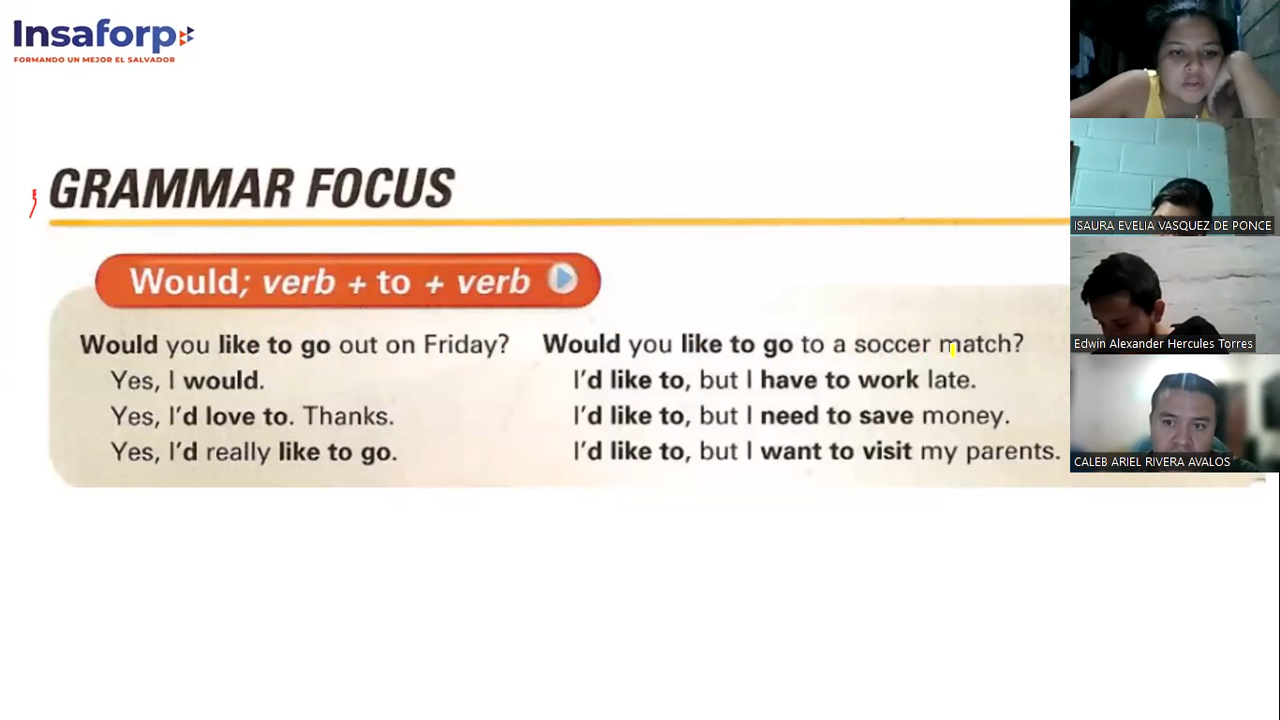 Insaforp
FORMANDO UN MEJOR EL SALVADOR
GRAMMAR FOCUS
Would; verb + to + verb
Would you like to go out on Friday?
Yes, I would.
Yes, I'd love to. Thanks.
Yes, I'd really like to go.
Would you like to go to a soccer match?
I'd like to, but I have to work late.
I'd like to, but I need to save money.
I'd like to, but I want to visit my parents.
ISAURA EVELIA VASQUEZ DE PONCE
Edwin Alexander Hercules Torres
CALEB ARIEL RIVERA AVALOS